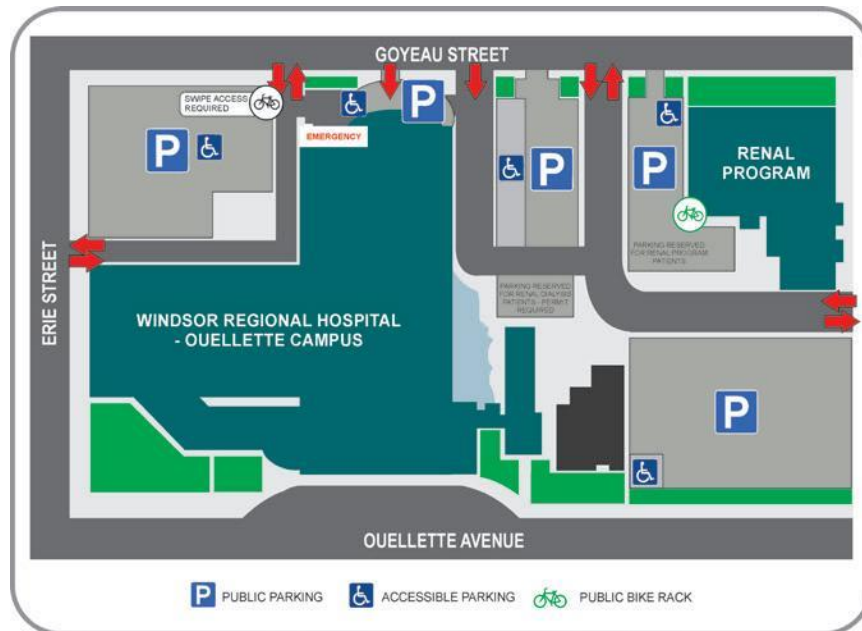 GOYEAU STREET
SWIPE ACCESS
REQUIRED
P
EMERGENCY
P
P
P
RENAL
PROGRAM
PARKING RESERVED
FOR RENAL PROGRAM
PATIENTS
PARKING RESERVED
FOR RENAL DIALYSIS
PATIENTS - PERMIT
REQUIRED
ERIE STREET
WINDSOR REGIONAL HOSPITAL
- OUELLETTE CAMPUS
P
OUELLETTE AVENUE
P PUBLIC PARKING ACCESSIBLE PARKING PUBLIC BIKE RACK